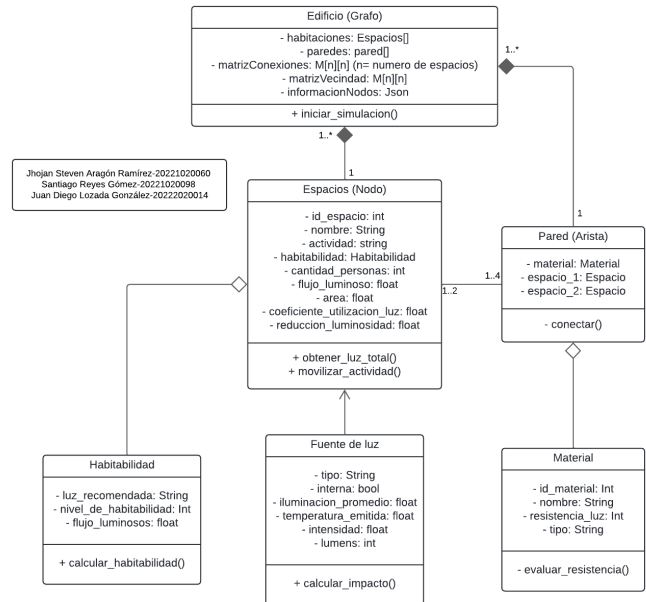 Edificio (Grafo)
- habitaciones: Espacios[]
- paredes: pared[]
- matrizConexiones: M[n][n] (n= numero de espacios)
- matrizVecindad: M[n][n]
- informacionNodos: Json
+ iniciar_simulacion()
1..*
1..*
1
1
Jhojan Steven Aragón Ramírez-20221020060
Santiago Reyes Gómez-20221020098
Juan Diego Lozada González-20222020014
Espacios (Nodo)
- id_espacio: int
- nombre: String
- actividad: string
- habitabilidad: Habitabilidad
- cantidad_personas: int
- flujo_luminoso: float
- area: float
- coeficiente_utilizacion_luz: float
- reduccion_luminosidad: float
+ obtener_luz_total()
+ movilizar_actividad()
1..2
1..4
Pared (Arista)
- material: Material
- espacio_1: Espacio
- espacio_2: Espacio
- conectar()
Habitabilidad
- luz_recomendada: String
- nivel_de_habitabilidad: Int
- flujo_luminosos: float
+ calcular_habitabilidad()
Fuente de luz
- tipo: String
- interna: bool
- iluminacion_promedio: float
- temperatura_emitida: float
- intensidad: float
- lumens: int
+ calcular_impacto()
Material
- id_material: Int
- nombre: String
- resistencia_luz: Int
- tipo: String
- evaluar_resistencia()